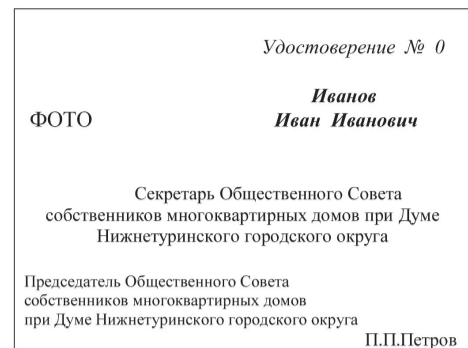 Удостоверение № 0
Иванов
ФОТО Иван Иванович
Секретарь Общественного Совета
собственников многоквартирных домов при Думе
Нижнетуринского городского округа
Председатель Общественного Совета
собственников многоквартирных домов
при Думе Нижнетуринского городского округа
П.П.Петров